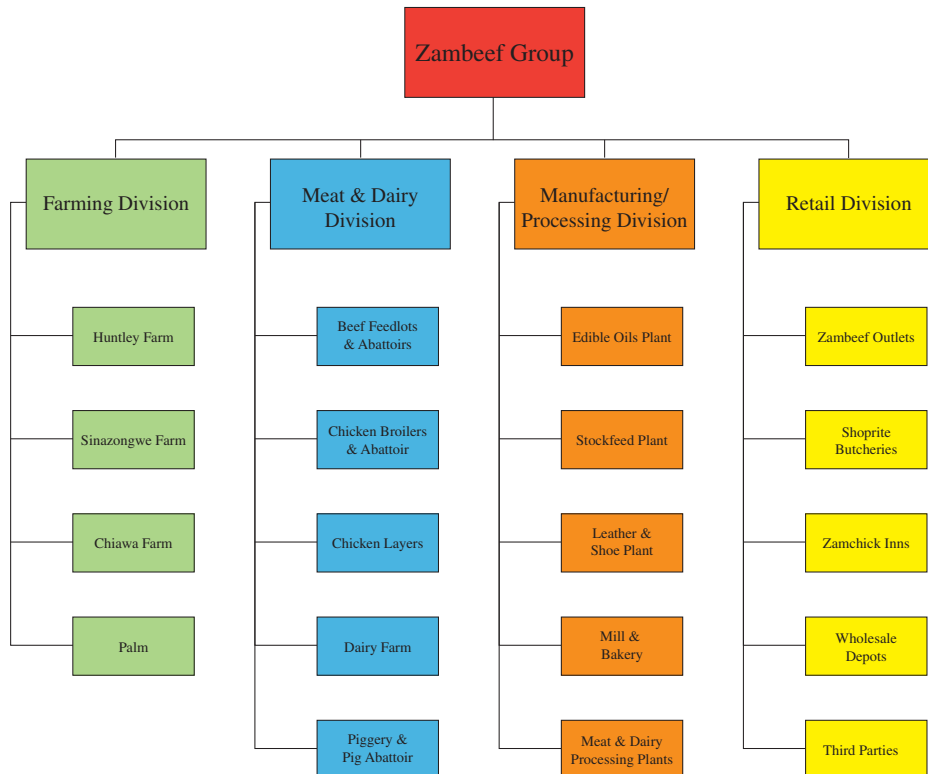 Zambeef Group
Farming Division
Meat & Dairy
Division
Manufacturing/
Processing Division
Retail Division
Huntley Farm
Beef Feedlots
& Abattoirs
Edible Oils Plant
Zambeef Outlets
Sinazongwe Farm
Chicken Broilers
& Abattoir
Stockfeed Plant
Shoprite
Butcheries
Chiawa Farm
Chicken Layers
Leather &
Shoe Plant
Zamchick Inns
Palm
Dairy Farm
Mill &
Bakery
Wholesale
Depots
Piggery &
Pig Abattoir
Meat & Dairy
Processing Plants
Third Parties